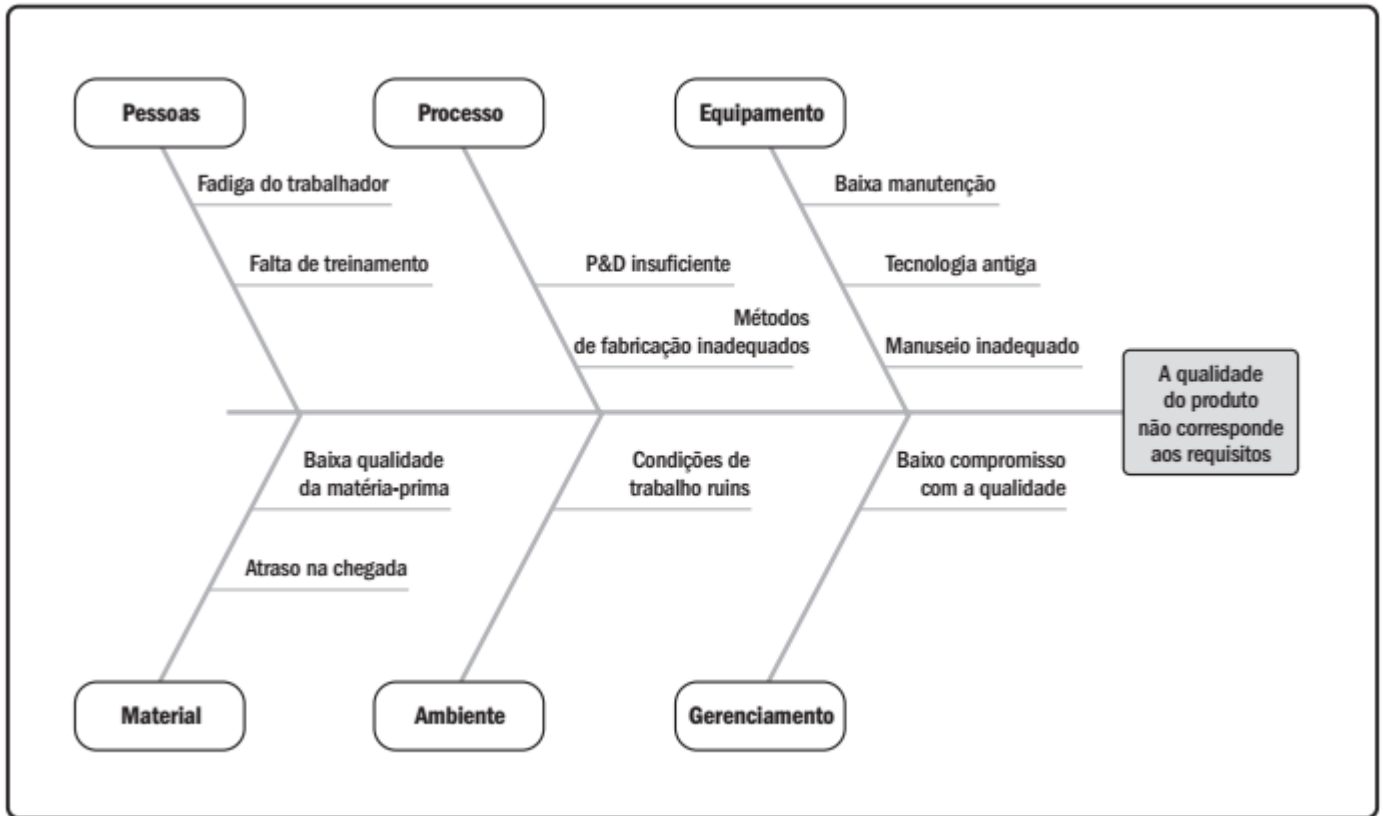 Pessoas
Processo
Equipamento
Fadiga do trabalhador
Baixa manutenção
Falta de treinamento
P&D insuficiente
Tecnologia antiga
Métodos
de fabricação inadequados
Manuseio inadequado
A qualidade
do produto
não corresponde
aos requisitos
Baixa qualidade
da matéria-prima
Condições de
trabalho ruins
Baixo compromisso
com a qualidade
Atraso na chegada
Material
Ambiente
Gerenciamento